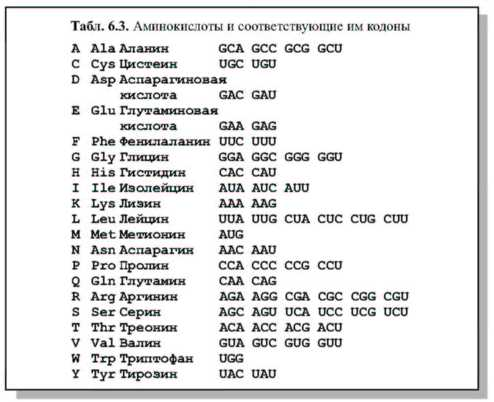 Табл. 6.3. Аминокислоты и соответствующие им кодоны
A Ala Аланин GCA GCC GCG GCU
C Cys Цистеин UGC UGU
D Asp Аспарагиновая
кислота GAC GAU
E Glu Глутаминовая
кислота GAA GAG
F Phe Фенилаланин UUC UUU
G Gly Глицин GGA GGC GGG GGU
H His Гистидин CAC CAU
I Ile Изолейцин AUA AUC AUU
K Lys Лизин AAA AAG
L Leu Лейцин UUA UUG CUA CUC CUG CUU
M Met Метионин AUG
N Asn Аспарагин AAC AAU
P Pro Пролин CCA CCC CCG CCU
Q Gln Глутамин CAA CAG
R Arg Аргинин AGA AGG CGA CGC CGG CGU
S Ser Серин AGC AGU UCA UCC UCG UCU
T Thr Треонин ACA ACC ACG ACU
V Val Валин GUA GUC GUG GUU
W Trp Триптофан UGG
Y Tyr Тирозин UAC UAU